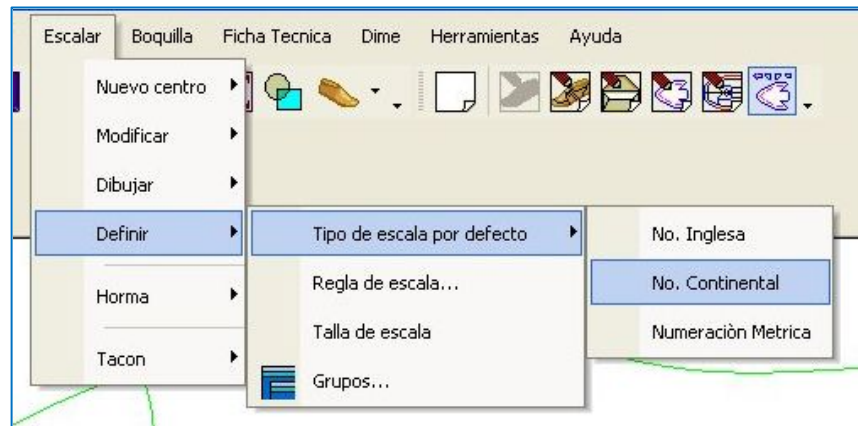 Escalar Boquilla Ficha Tecnica Dime Herramientas Ayuda
Nuevo centro
Modificar
Dibujar
Definir
Horma
Tacon
Tipo de escala por defecto
Regla de escala...
Talla de escala
Grupos...
No. Inglesa
No. Continental
Numeraciòn Metrica